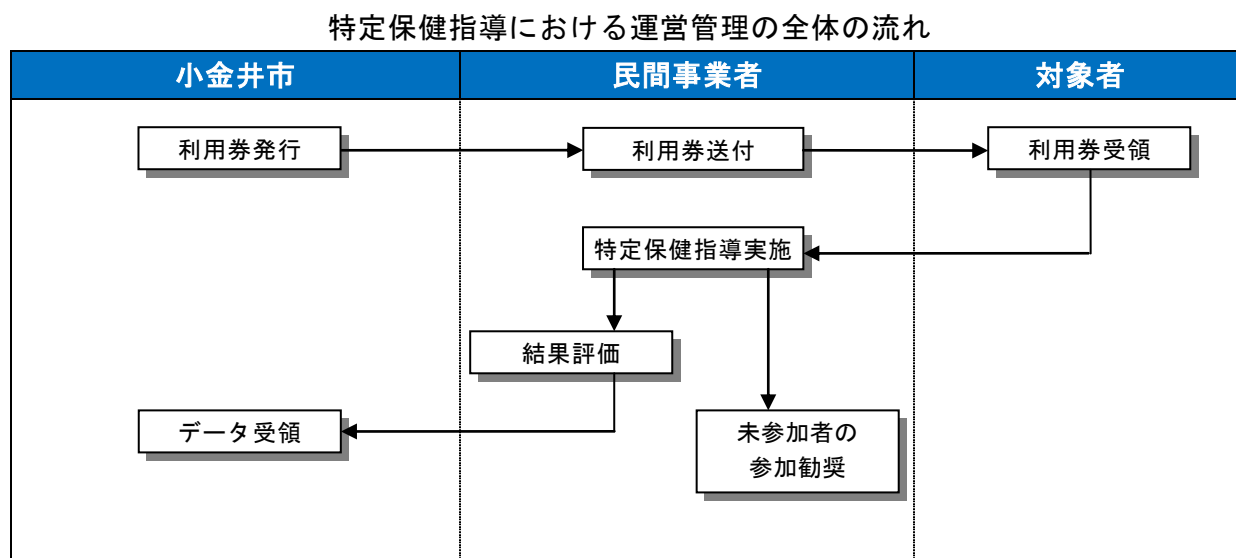 特定保健指導における運営管理の全体の流れ
小金井市
民間事業者
対象者
利用券発行
利用券送付
利用券受領
特定保健指導実施
結果評価
データ受領
未参加者の
参加勧奨